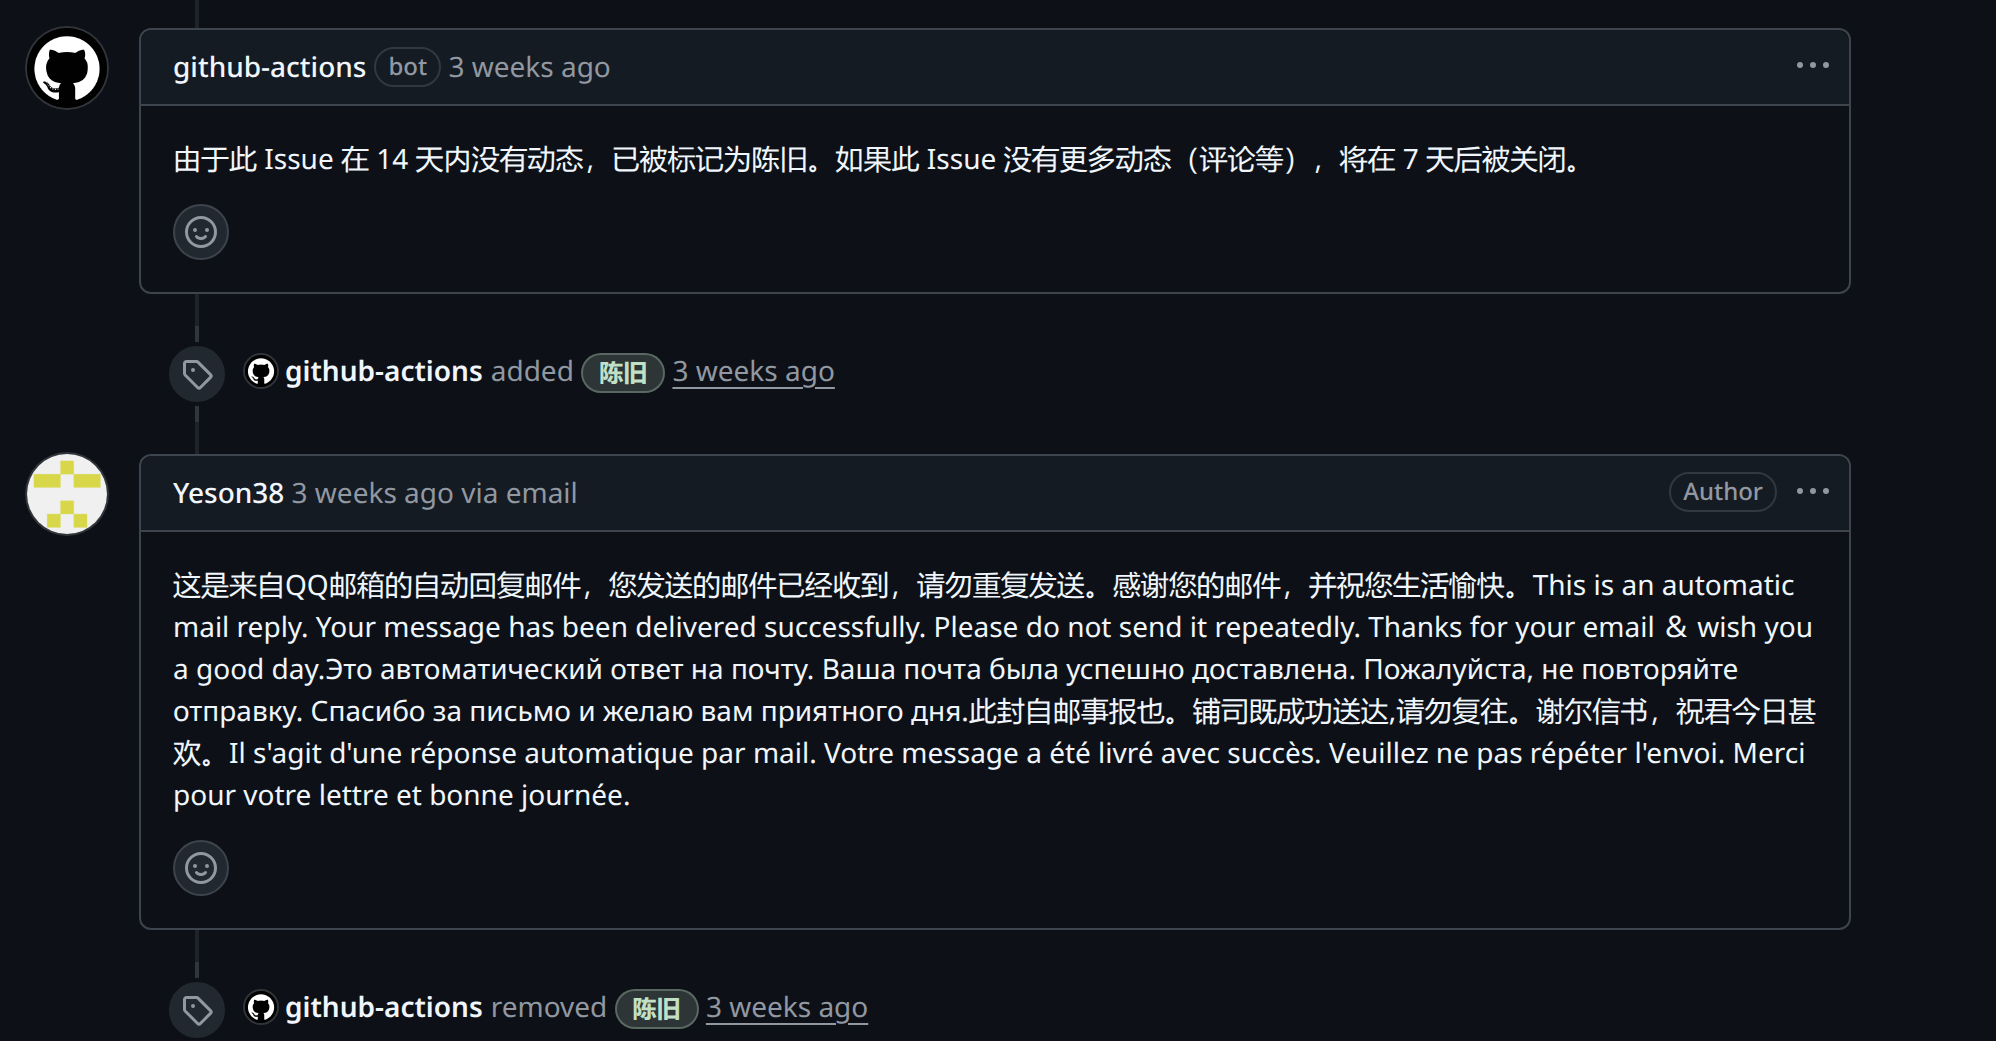 github-actions bot 3 weeks ago
由于此 Issue 在 14 天内没有动态，已被标记为陈旧。如果此 Issue 没有更多动态（评论等），将在 7 天后被关闭。
github-actions added 陈旧 3 weeks ago
Yeson38 3 weeks ago via email Author
这是来自QQ邮箱的自动回复邮件，您发送的邮件已经收到，请勿重复发送。感谢您的邮件，并祝您生活愉快。This is an automatic
mail reply. Your message has been delivered successfully. Please do not send it repeatedly. Thanks for your email ＆ wish you
a good day.Это автоматический ответ на почту. Ваша почта была успешно доставлена. Пожалуйста, не повторяйте
отправку. Спасибо за письмо и желаю вам приятного дня.此封自邮事报也。铺司既成功送达,请勿复往。谢尔信书，祝君今日甚
欢。Il s'agit d'une réponse automatique par mail. Votre message a été livré avec succès. Veuillez ne pas répéter l'envoi. Merci
pour votre lettre et bonne journée.
github-actions removed 陈旧 3 weeks ago